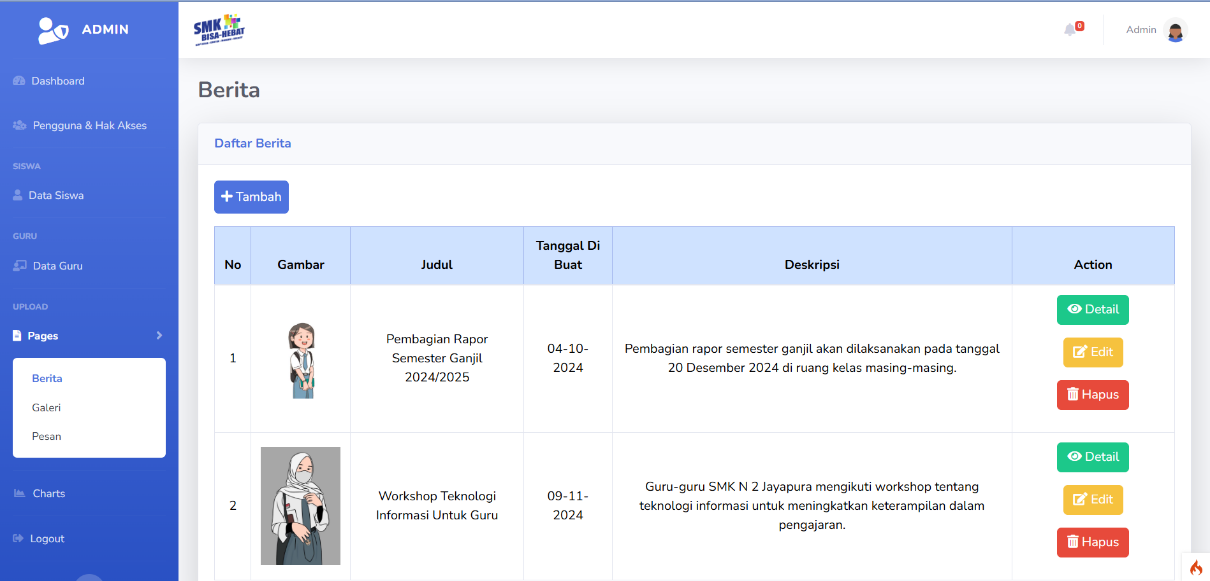 ADMIN
SMK
BISA-HEBAT
0
Admin
Dashboard
Pengguna & Hak Akses
SISWA
Data Siswa
GURU
Data Guru
UPLOAD
Pages
Berita
Galeri
Pesan
Charts
Logout
Berita
Daftar Berita
Tambah
No
Gambar
Judul
Tanggal Di
Buat
Deskripsi
Action
1
Pembagian Rapor
Semester Ganjil
2024/2025
04-10-
2024
Pembagian rapor semester ganjil akan dilaksanakan pada tanggal
20 Desember 2024 di ruang kelas masing-masing.
Detail
Edit
Hapus
2
Workshop Teknologi
Informasi Untuk Guru
09-11-
2024
Guru-guru SMK N 2 Jayapura mengikuti workshop tentang
teknologi informasi untuk meningkatkan keterampilan dalam
pengajaran.
Detail
Edit
Hapus